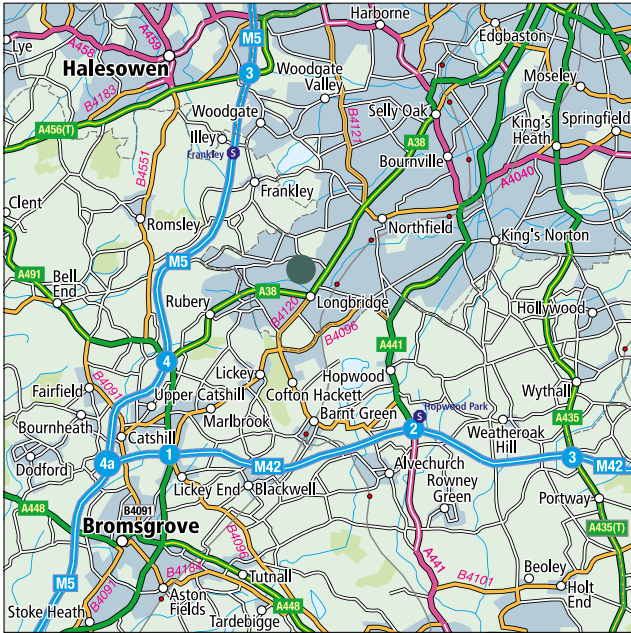 Harborne
Edgbaston
Lye
A458
A459
M5
Halesowen
3
Woodgate
Valley
Moseley
B4183
Woodgate
B4121
Selly Oak
King's
Heath
Springfield
A456(T)
Illey
A38
Frankley S
Bournville
B4551
A4040
Frankley
Clent
Romsley
Northfield
King's Norton
M5
A491
Bell
End
A38
Rubery
B4120
Longbridge
Hollywood
B4096
A441
4
Lickey
Hopwood
Wythall
Fairfield
B4091
Upper Catshill
Cofton Hackett
S
Hopwood Park
Marlbrook
Barnt Green
A435
Bournheath
Catshill
2
Weatheroak
Hill
4a
1
M42
3
M42
Dodford
Alvechurch
Rowney
Green
Lickey End
Blackwell
Portway
A448
B4091
Bromsgrove
A435(T)
B4096
A441
B4184
M5
Tutnall
B4101
Beoley
B4091
Aston
Fields
A448
Holt
End
Stoke Heath
Tardebigge